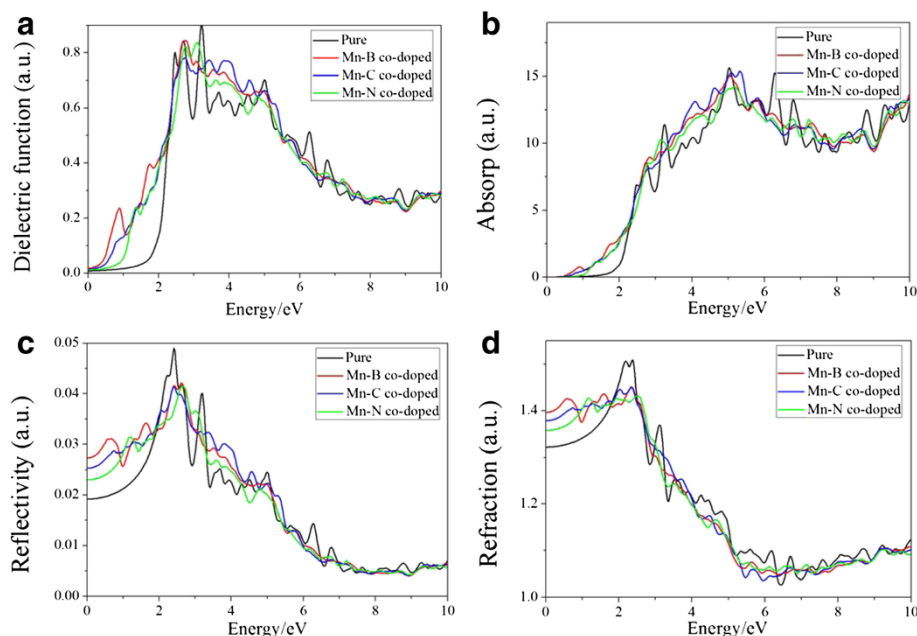 a
Dielectric function (a.u.)
0.8
0.6
0.4
0.2
0.0
0 2 4 6 8 10
Energy/eV
Pure
Mn-B co-doped
Mn-C co-doped
Mn-N co-doped
b
Absorp (a.u.)
15
10
5
0
0 2 4 6 8 10
Energy/eV
Pure
Mn-B co-doped
Mn-C co-doped
Mn-N co-doped
c
Reflectivity (a.u.)
0.05
0.04
0.03
0.02
0.01
0.00
0 2 4 6 8 10
Energy/eV
Pure
Mn-B co-doped
Mn-C co-doped
Mn-N co-doped
d
Refraction (a.u.)
1.4
1.2
1.0
0 2 4 6 8 10
Energy/eV
Pure
Mn-B co-doped
Mn-C co-doped
Mn-N co-doped